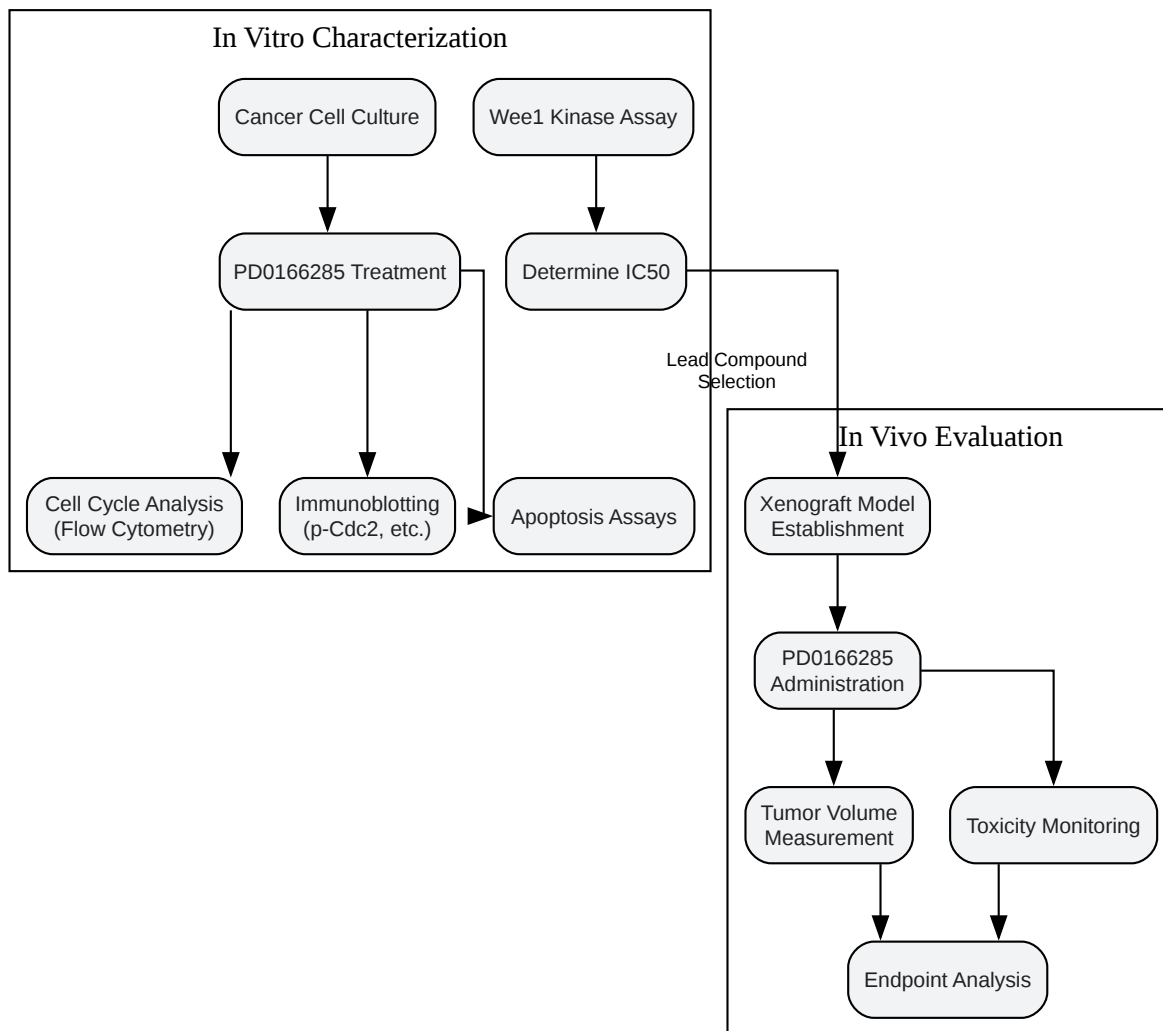 In Vitro Characterization
Cancer Cell Culture
Wee1 Kinase Assay
PD0166285 Treatment
Determine IC50
Lead Compound
Selection
Cell Cycle Analysis
(Flow Cytometry)
Immunoblotting
(p-Cdc2, etc.)
Apoptosis Assays
In Vivo Evaluation
Xenograft Model
Establishment
PD0166285
Administration
Tumor Volume
Measurement
Toxicity Monitoring
Endpoint Analysis